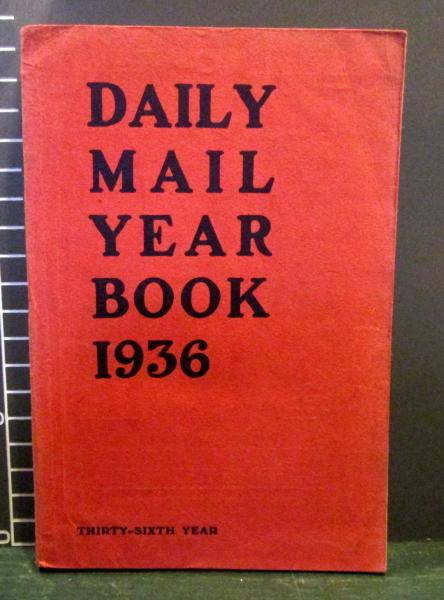 DAILY
MAIL
YEAR
BOOK
1936
THIRTY-SIXTH YEAR